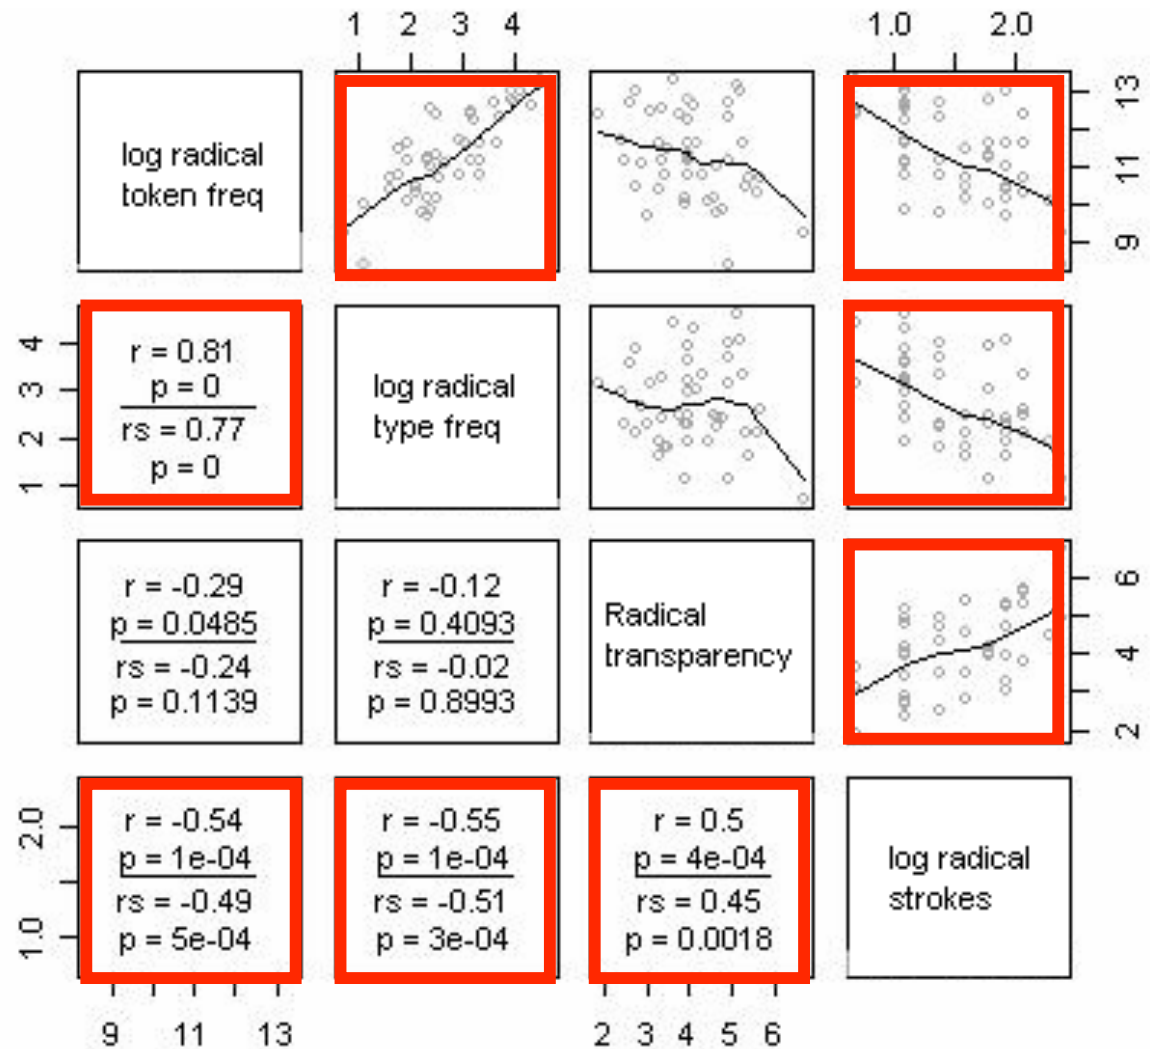 1 2 3 4
1.0 2.0
log radical
token freq
13
11
9
4
3
2
1
r = 0.81
p = 0
rs = 0.77
p = 0
log radical
type freq
r = -0.29
p = 0.0485
rs = -0.24
p = 0.1139
r = -0.12
p = 0.4093
rs = -0.02
p = 0.8993
Radical
transparency
6
4
2
2.0
1.0
r = -0.54
p = 1e-04
rs = -0.49
p = 5e-04
r = -0.55
p = 1e-04
rs = -0.51
p = 3e-04
r = 0.5
p = 4e-04
rs = 0.45
p = 0.0018
log radical
strokes
9 11 13
2 3 4 5 6